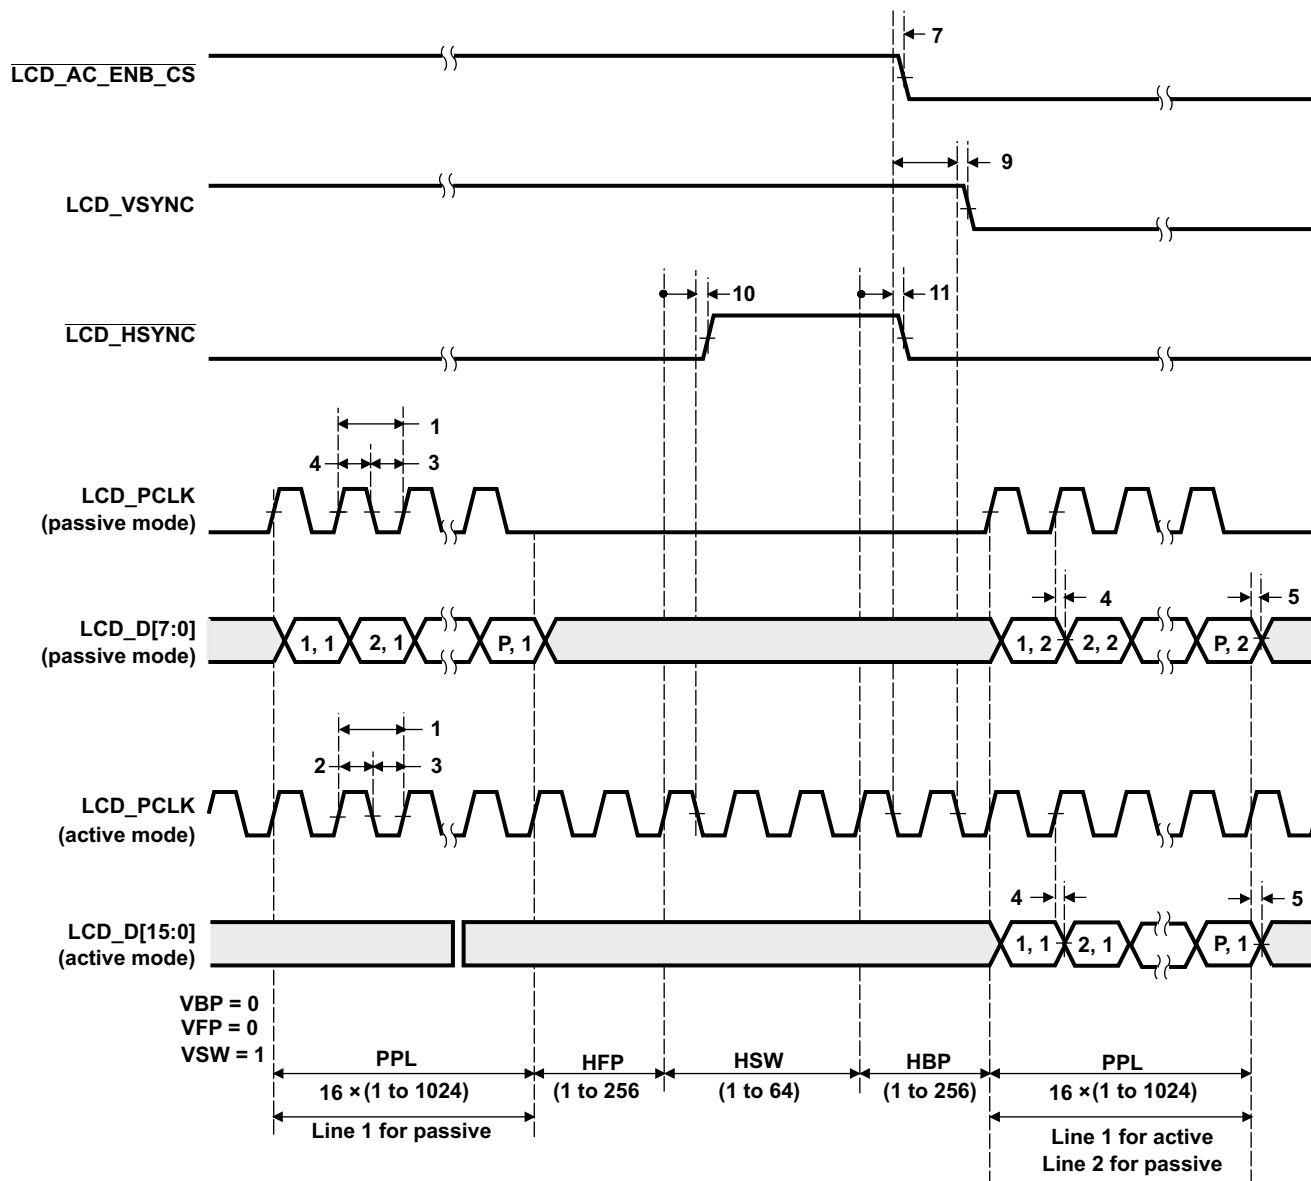 7
LCD_AC_ENB_CS
9
LCD_VSYNC
10
11
LCD_HSYNC
1
4
3
LCD_PCLK
(passive mode)
4
5
LCD_D[7:0]
(passive mode)
1, 1
2, 1
P, 1
1, 2
2, 2
P, 2
1
2
3
LCD_PCLK
(active mode)
4
5
LCD_D[15:0]
(active mode)
1, 1
2, 1
P, 1
VBP = 0
VFP = 0
VSW = 1
PPL
16 × (1 to 1024)
Line 1 for passive
HFP
(1 to 256
HSW
(1 to 64)
HBP
(1 to 256)
PPL
16 × (1 to 1024)
Line 1 for active
Line 2 for passive